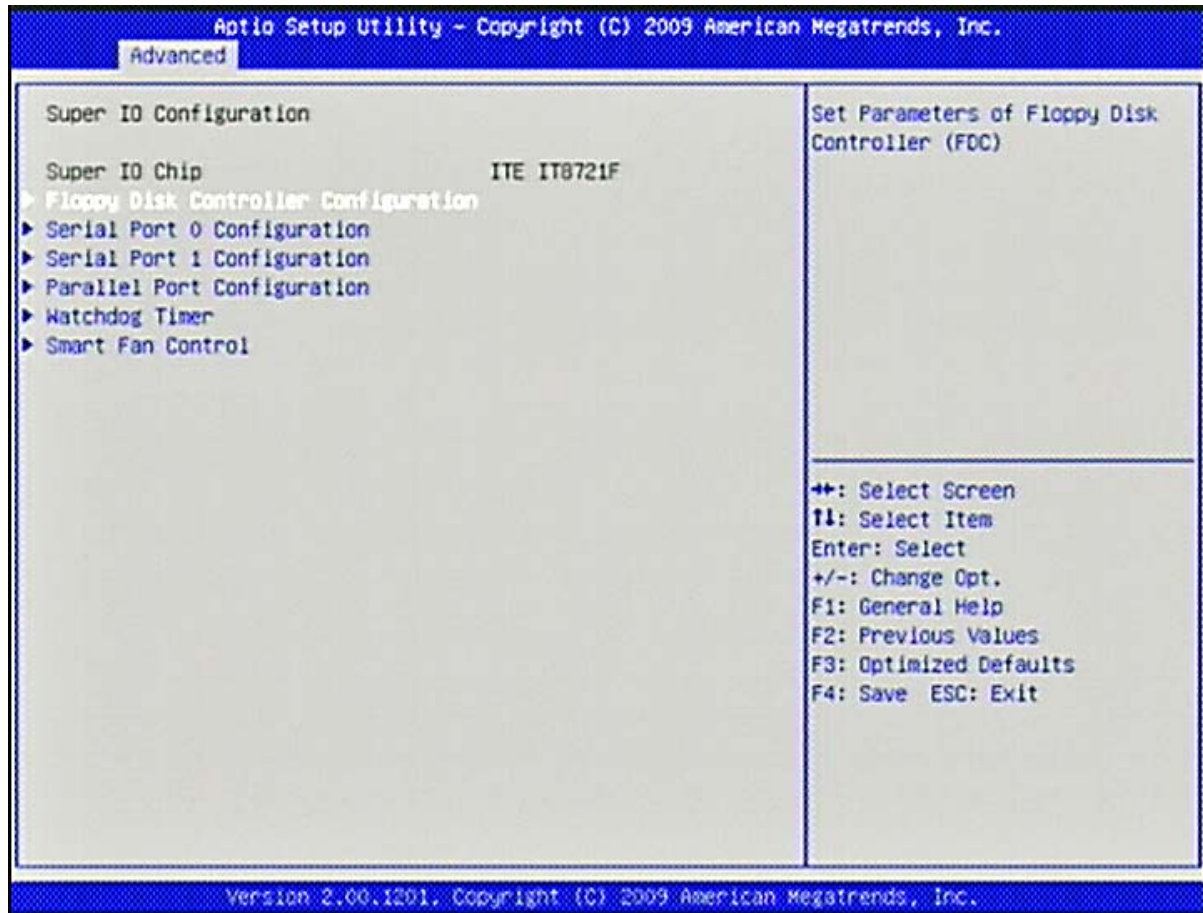 Aptio Setup Utility - Copyright (C) 2009 American Megatrends, Inc.
Advanced
Super IO Configuration
Super IO Chip ITE IT8721F
Floppy Disk Controller Configuration
Serial Port 0 Configuration
Serial Port 1 Configuration
Parallel Port Configuration
Watchdog Timer
Smart Fan Control
Set Parameters of Floppy Disk
Controller (FDC)
→←: Select Screen
↑↓: Select Item
Enter: Select
+/-: Change Opt.
F1: General Help
F2: Previous Values
F3: Optimized Defaults
F4: Save ESC: Exit
Version 2.00.1201. Copyright (C) 2009 American Megatrends, Inc.